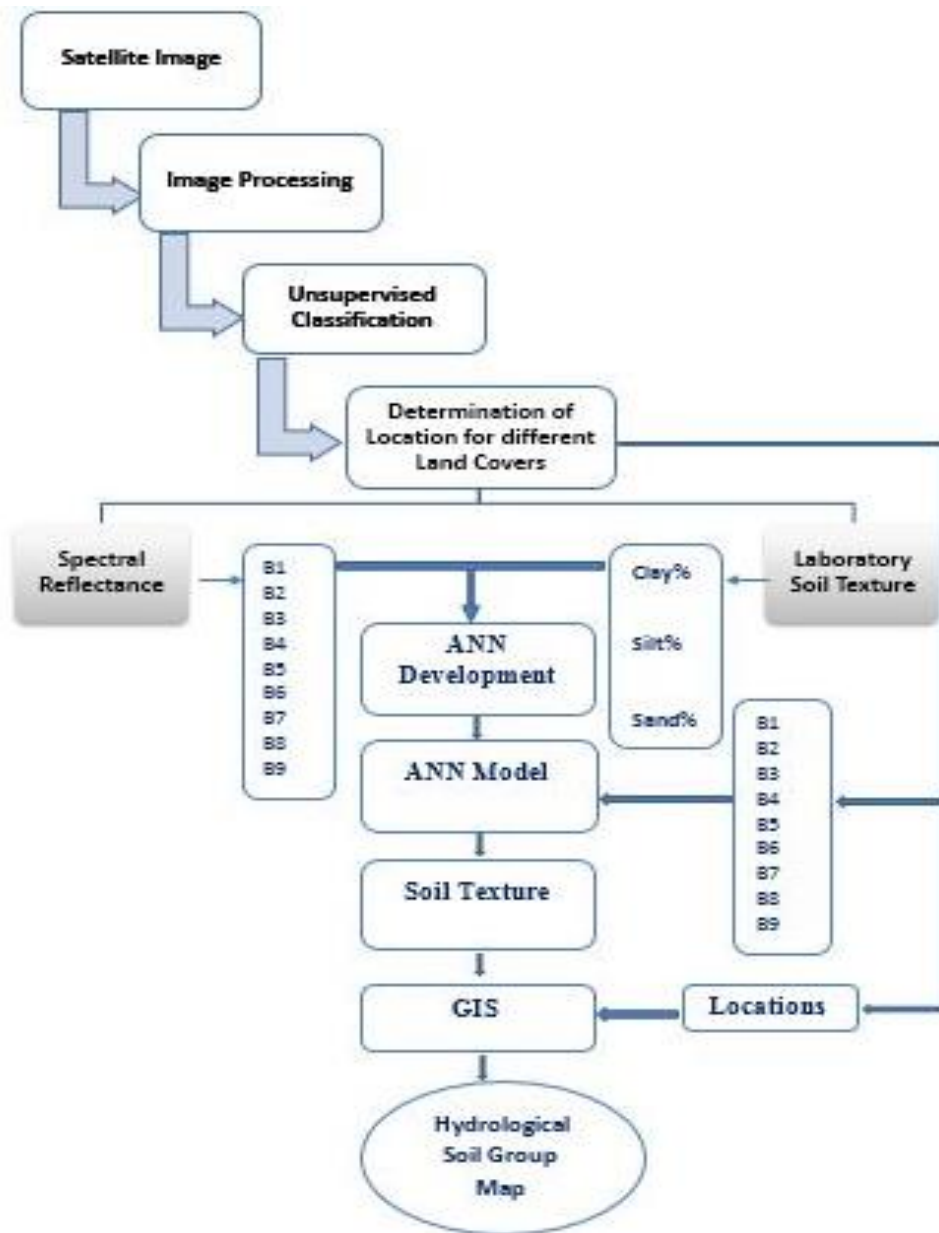 Satellite Image
Image Processing
Unsupervised
Classification
Determination of
Location for different
Land Covers
Spectral
Reflectance
B1
B2
B3
B4
B5
B6
B7
B8
B9
Clay%
Silt%
Sand%
Laboratory
Soil Texture
ANN
Development
ANN Model
B1
B2
B3
B4
B5
B6
B7
B8
B9
Soil Texture
GIS
Locations
Hydrological
Soil Group
Map